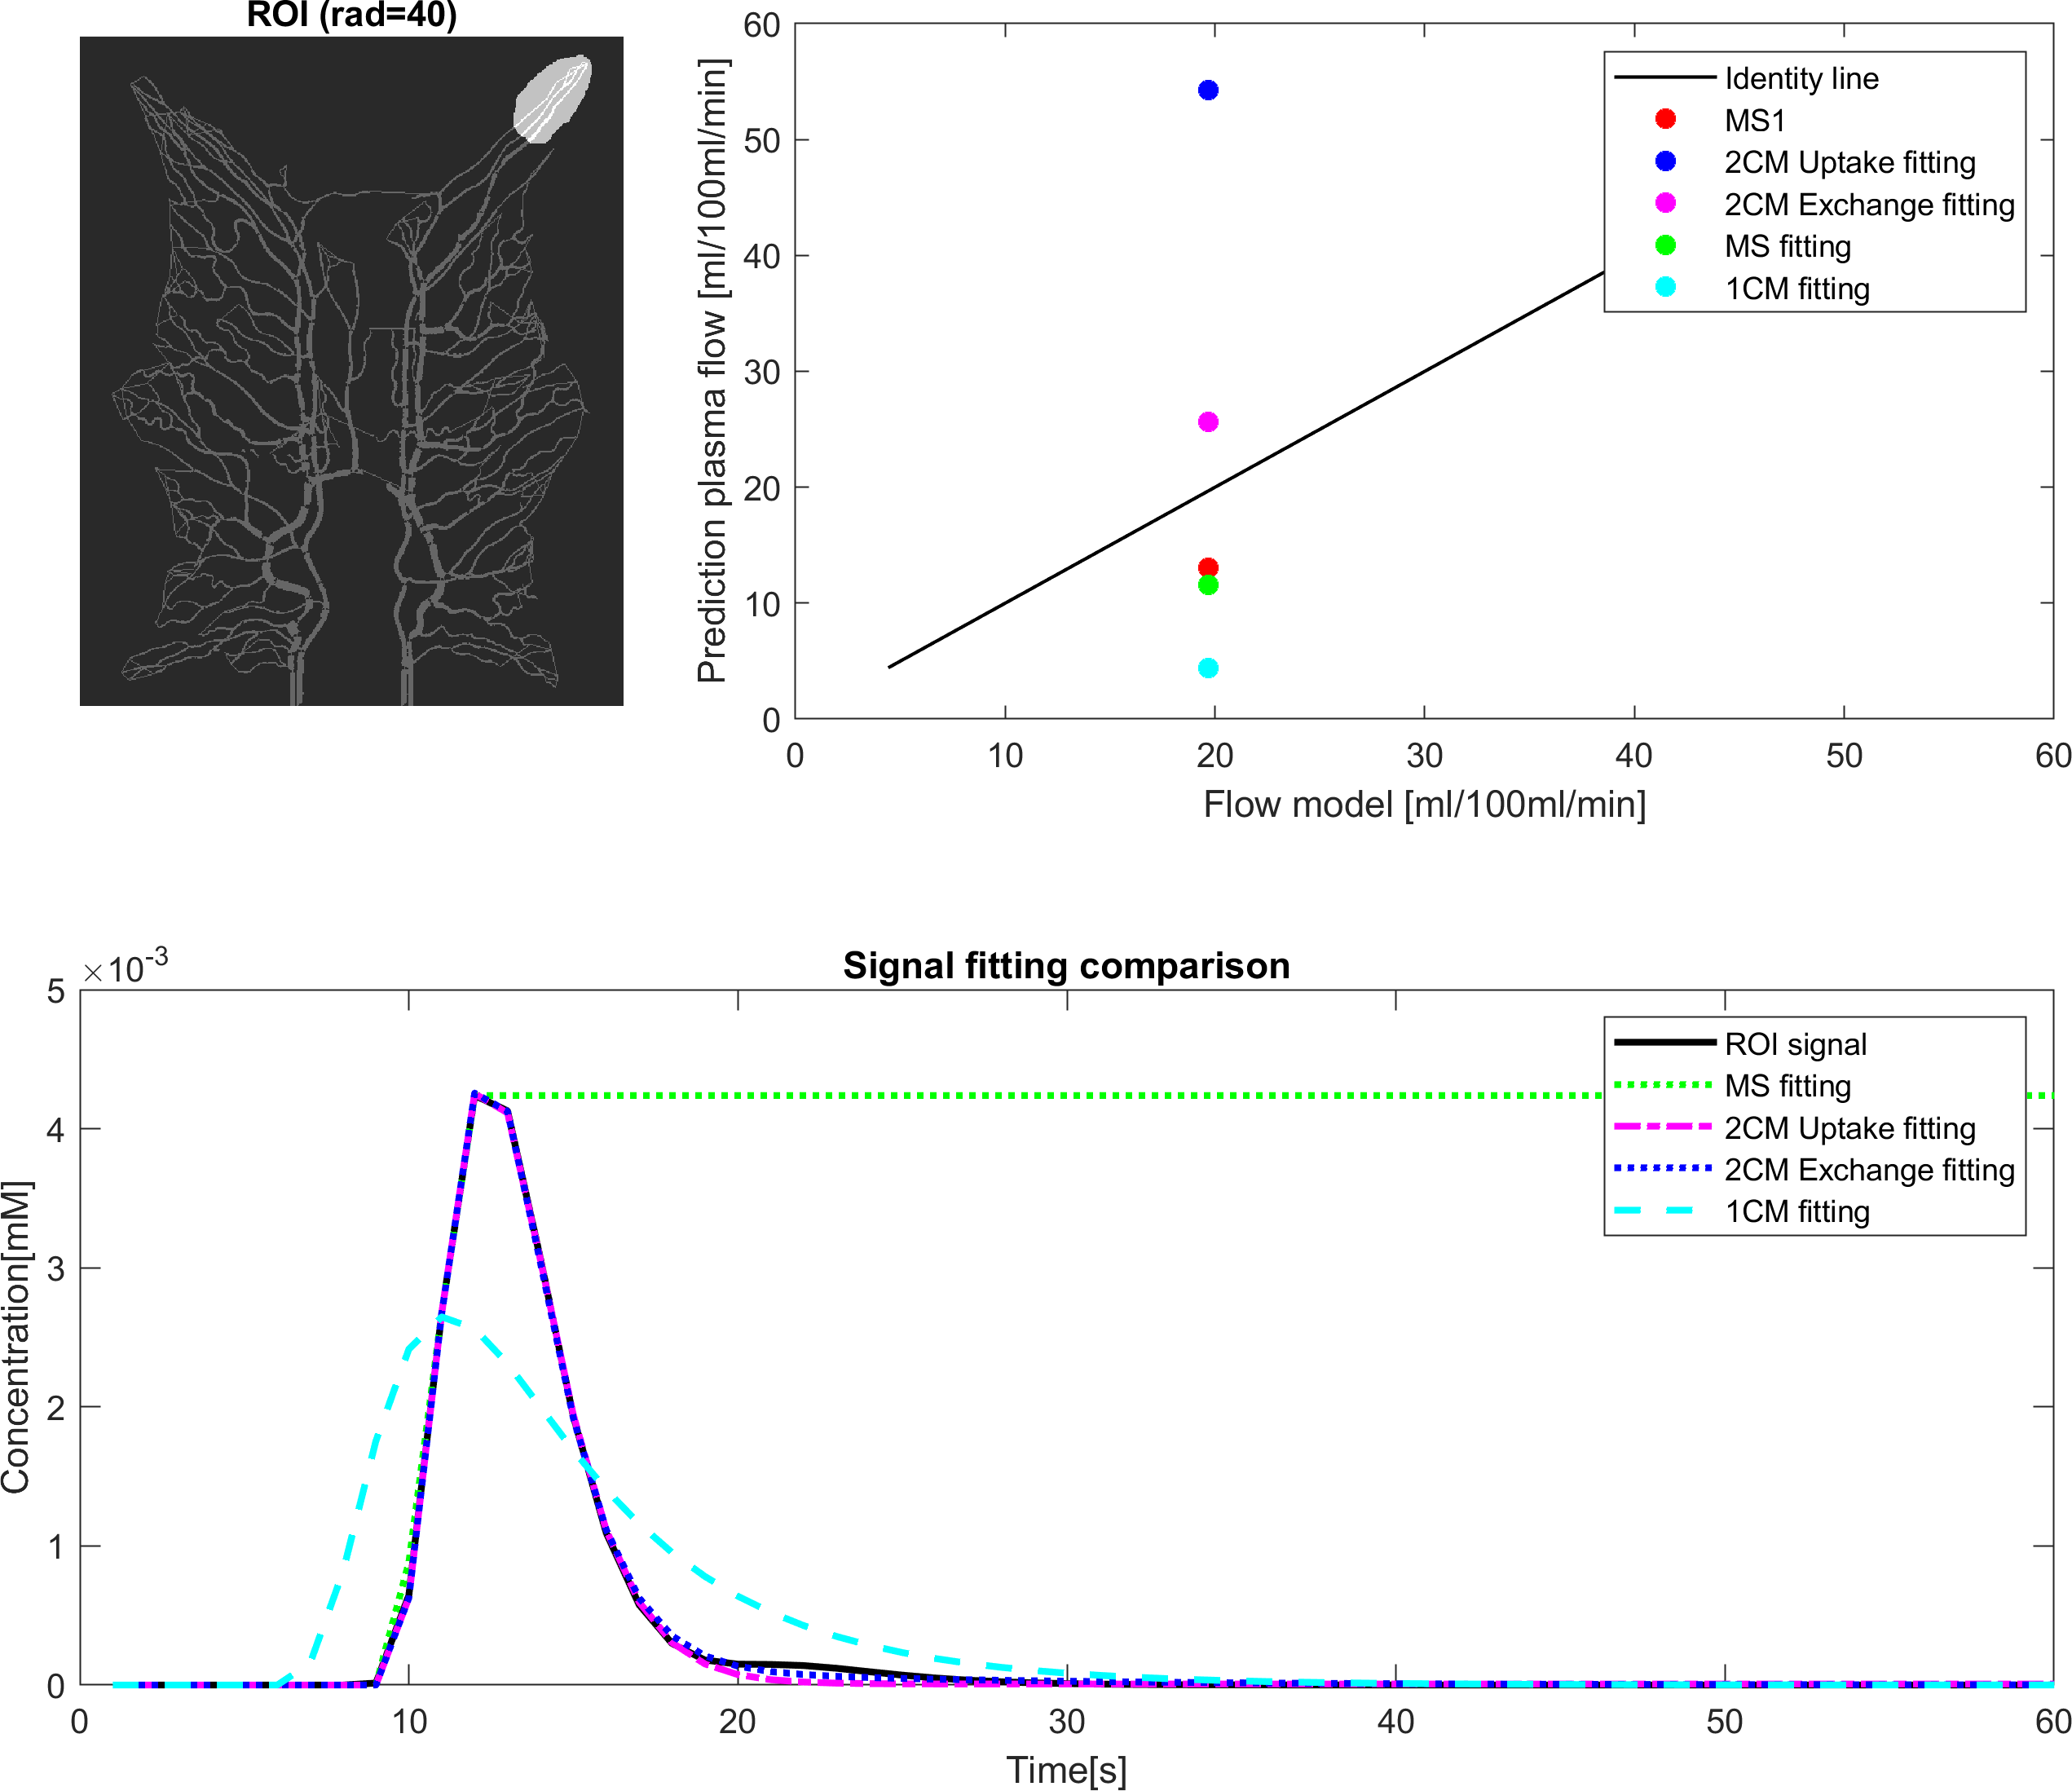 ROI (rad=40)
60
50
40
30
20
10
0
Prediction plasma flow [ml/100ml/min]
Identity line
MS1
2CM Uptake fitting
2CM Exchange fitting
MS fitting
1CM fitting
0 10 20 30 40 50 60
Flow model [ml/100ml/min]
Signal fitting comparison
×10-3
5
4
3
2
1
0
Concentration[mM]
ROI signal
MS fitting
2CM Uptake fitting
2CM Exchange fitting
1CM fitting
0 10 20 30 40 50 60
Time[s]